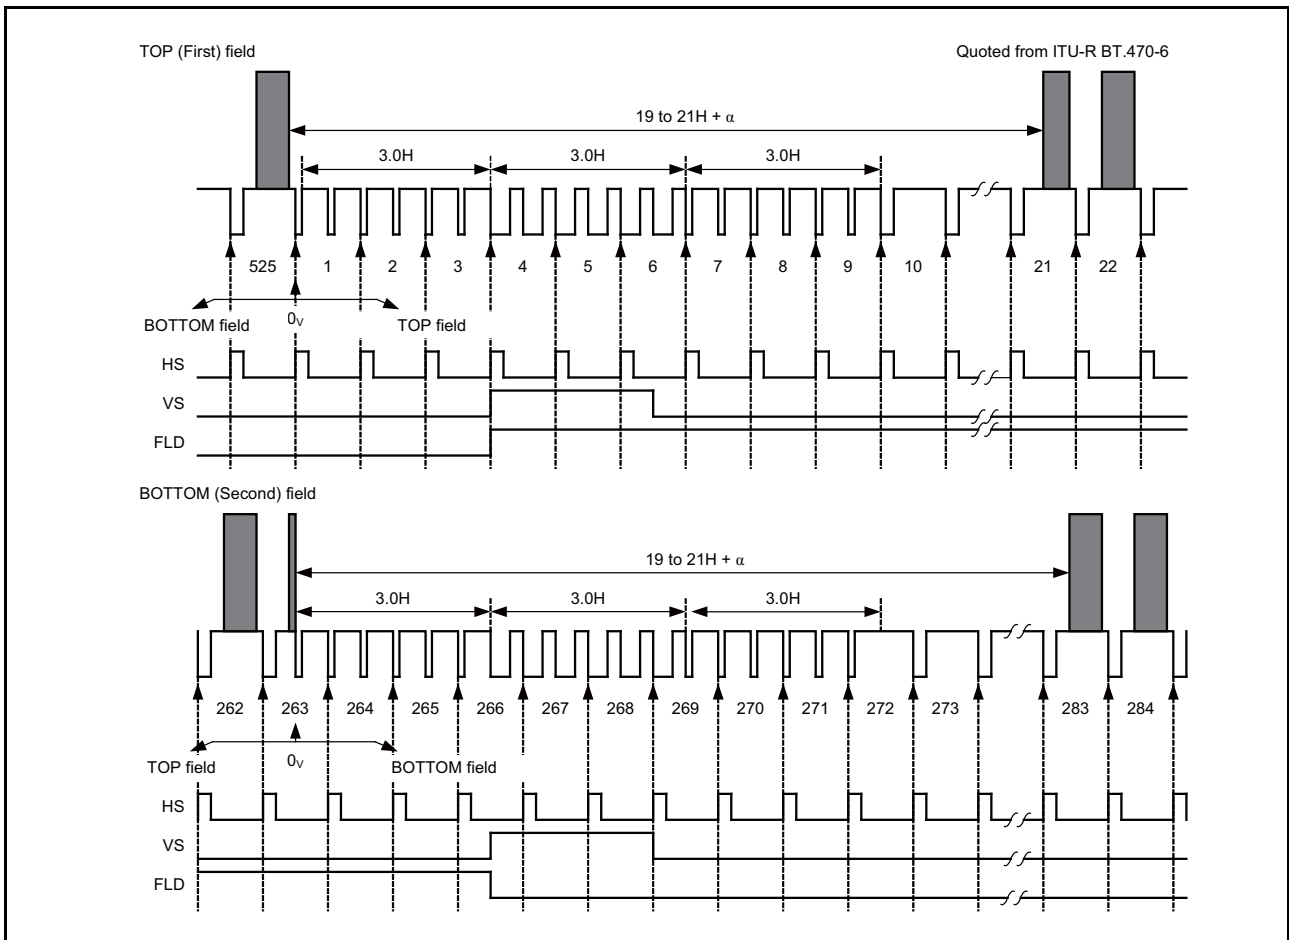 TOP (First) field
Quoted from ITU-R BT.470-6
19 to 21H + α
3.0H 3.0H 3.0H
525 1 2 3 4 5 6 7 8 9 10 21 22
BOTTOM field 0V TOP field
HS
VS
FLD
BOTTOM (Second) field
19 to 21H + α
3.0H 3.0H 3.0H
262 263 264 265 266 267 268 269 270 271 272 273 283 284
TOP field 0V BOTTOM field
HS
VS
FLD